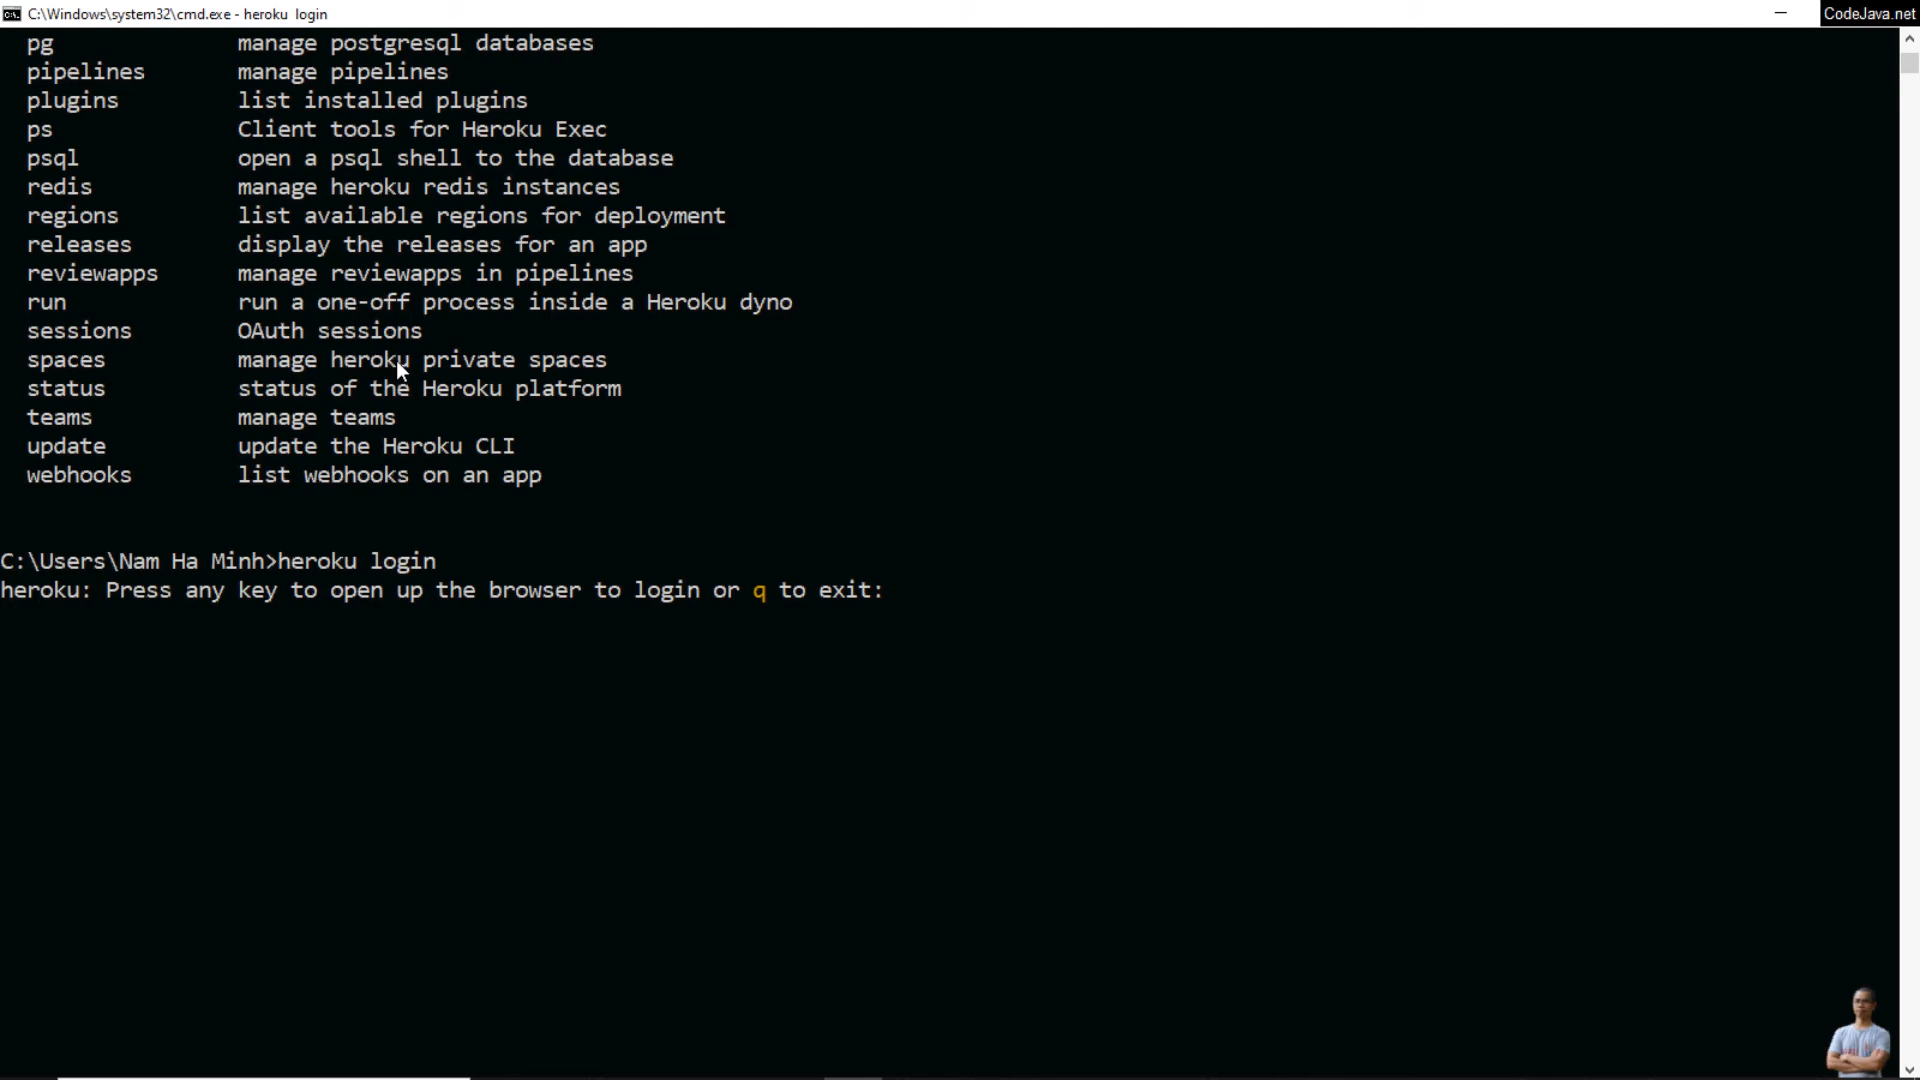 C:\Windows\system32\cmd.exe - heroku  login
CodeJava.net
pg manage postgresql databases
pipelines manage pipelines
plugins list installed plugins
ps Client tools for Heroku Exec
psql open a psql shell to the database
redis manage heroku redis instances
regions list available regions for deployment
releases display the releases for an app
reviewapps manage reviewapps in pipelines
run run a one-off process inside a Heroku dyno
sessions OAuth sessions
spaces manage heroku private spaces
status status of the Heroku platform
teams manage teams
update update the Heroku CLI
webhooks list webhooks on an app
C:\Users\Nam Ha Minh>heroku login
heroku: Press any key to open up the browser to login or q to exit: